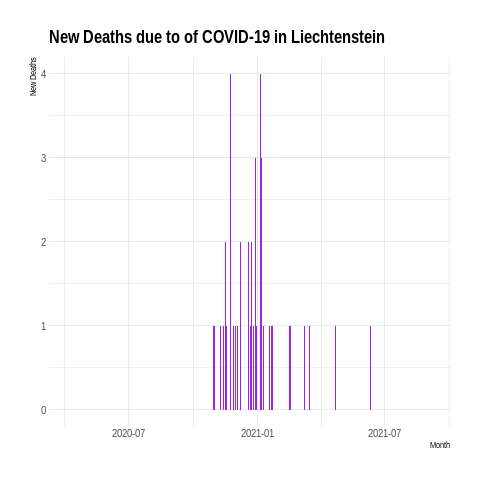 New Deaths due to of COVID-19 in Liechtenstein
New Deaths
4
3
2
1
0
2020-07
2021-01
2021-07
Month